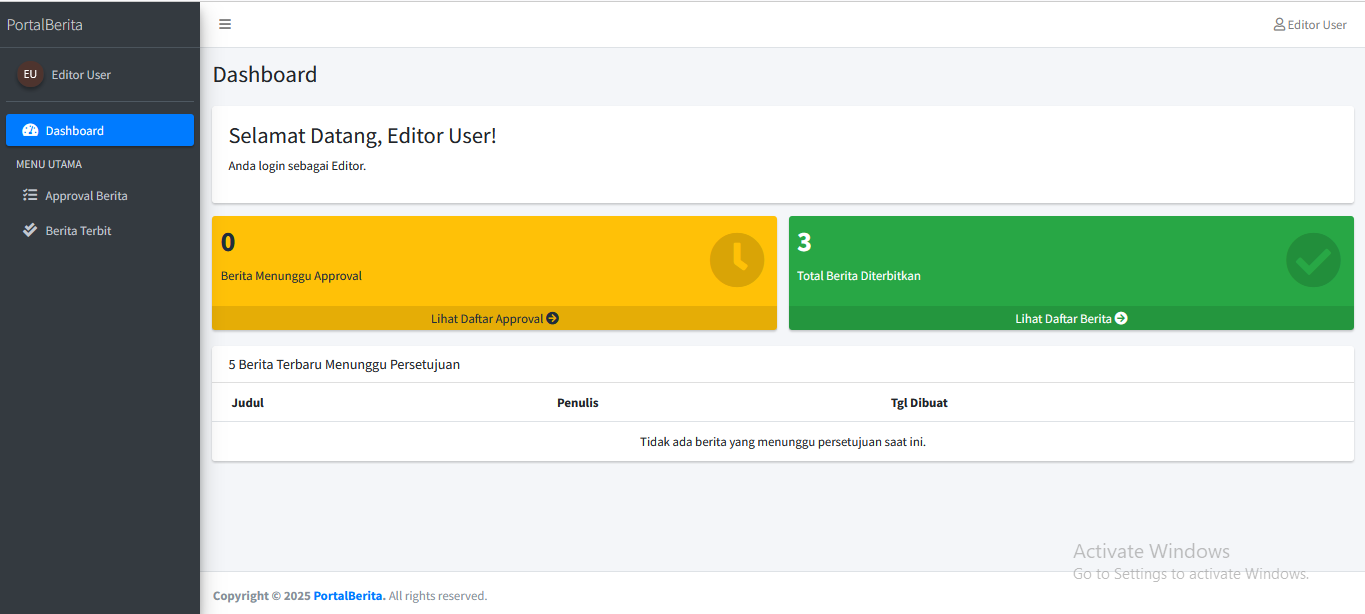 PortalBerita
Editor User
EU Editor User
Dashboard
MENU UTAMA
Approval Berita
Berita Terbit
Dashboard
Selamat Datang, Editor User!
Anda login sebagai Editor.
0
Berita Menunggu Approval
Lihat Daftar Approval
3
Total Berita Diterbitkan
Lihat Daftar Berita
5 Berita Terbaru Menunggu Persetujuan
Judul Penulis Tgl Dibuat
Tidak ada berita yang menunggu persetujuan saat ini.
Activate Windows
Go to Settings to activate Windows.
Copyright © 2025 PortalBerita. All rights reserved.